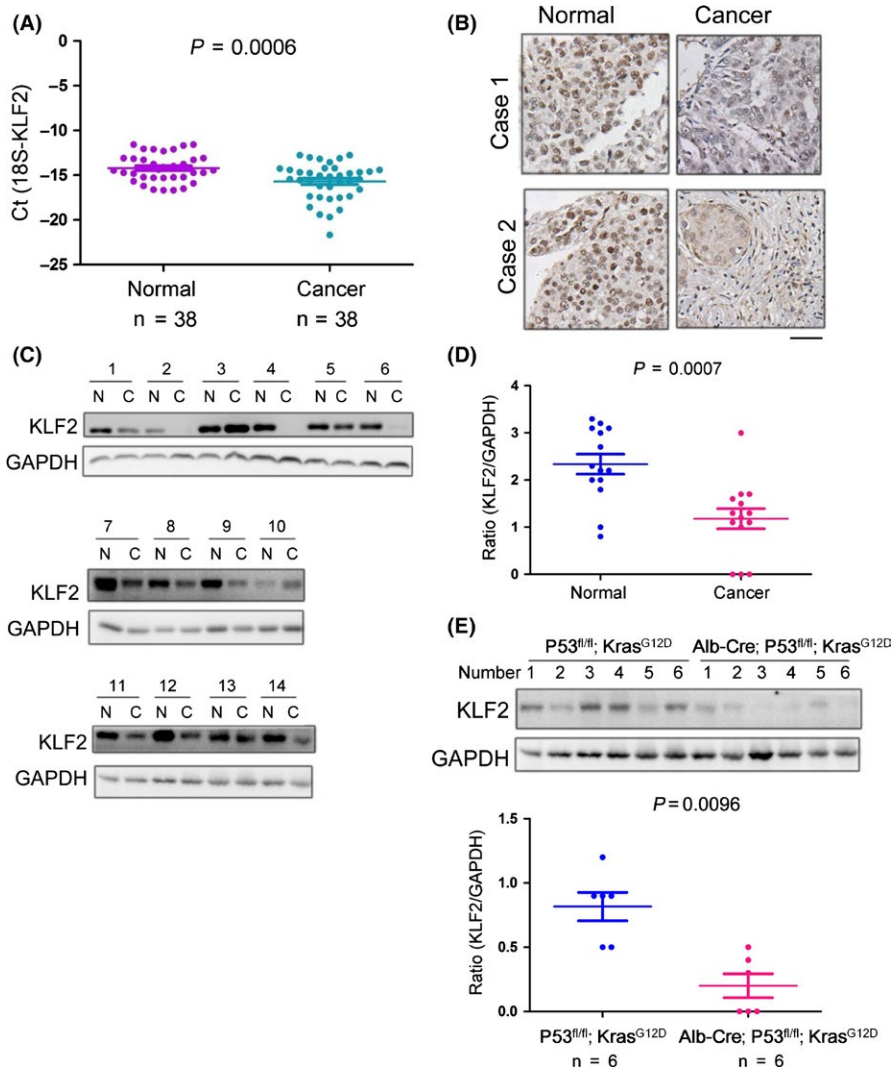 (A)
P = 0.0006
Ct (18S-KLF2)
0
−5
−10
−15
−20
−25
Normal
Cancer
n = 38
n = 38
(B)
Normal
Cancer
Case 1
Case 2
(C)
1 2 3 4 5 6
N C N C N C N C N C N C
KLF2
GAPDH
7 8 9 10
N C N C N C N C
KLF2
GAPDH
11 12 13 14
N C N C N C N C
KLF2
GAPDH
(D)
P = 0.0007
Ratio (KLF2/GAPDH)
4
3
2
1
0
Normal
Cancer
(E)
P53fl/fl; KrasG12D Alb-Cre; P53fl/fl; KrasG12D
Number 1 2 3 4 5 6 1 2 3 4 5 6
KLF2
GAPDH
P=0.0096
Ratio (KLF2/GAPDH)
1.5
1.0
0.5
0.0
P53fl/fl; KrasG12D Alb-Cre; P53fl/fl; KrasG12D
n = 6 n = 6